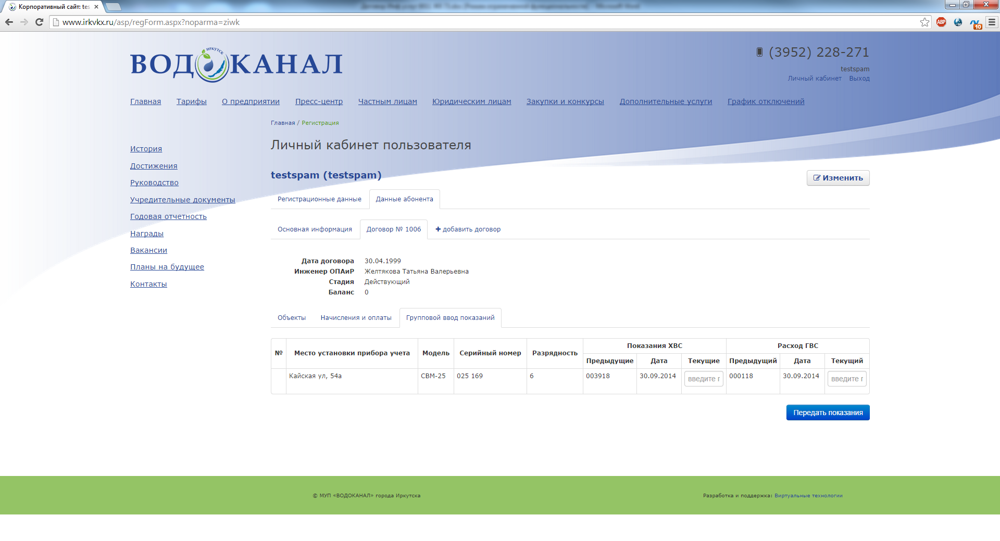 Корпоративный сайт: tes
www.irkvkx.ru/asp/regForm.aspx?noparma=ziwk
ABP
10
ВОДОКАНАЛ
ИРКУТСК
(3952) 228-271
testspam
Личный кабинет Выход
Главная Тарифы О предприятии Пресс-центр Частным лицам Юридическим лицам Закупки и конкурсы Дополнительные услуги График отключений
Главная / Регистрация
Личный кабинет пользователя
История
Достижения
Руководство
Учредительные документы
Годовая отчетность
Награды
Вакансии
Планы на будущее
Контакты
testspam (testspam)
Изменить
Регистрационные данные Данные абонента
Основная информация Договор № 1006 + добавить договор
Дата договора 30.04.1999
Инженер ОПАиР Желтякова Татьяна Валерьевна
Стадия Действующий
Баланс 0
Объекты Начисления и оплаты Групповой ввод показаний
№ Место установки прибора учета Модель Серийный номер Разрядность Показания ХВС Расход ГВС
Предыдущие Дата Текущие Предыдущий Дата Текущий
Кайская ул, 54а СВМ-25 025 169 6 003918 30.09.2014 введите г 000118 30.09.2014 введите г
Передать показания
© МУП «ВОДОКАНАЛ» города Иркутска
Разработка и поддержка: Виртуальные технологии